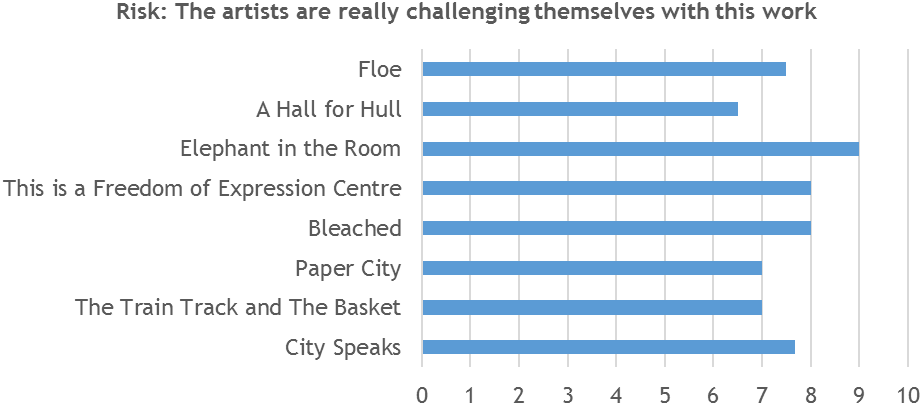 Risk: The artists are really challenging themselves with this work
Floe
A Hall for Hull
Elephant in the Room
This is a Freedom of Expression Centre
Bleached
Paper City
The Train Track and The Basket
City Speaks
0 1 2 3 4 5 6 7 8 9 10